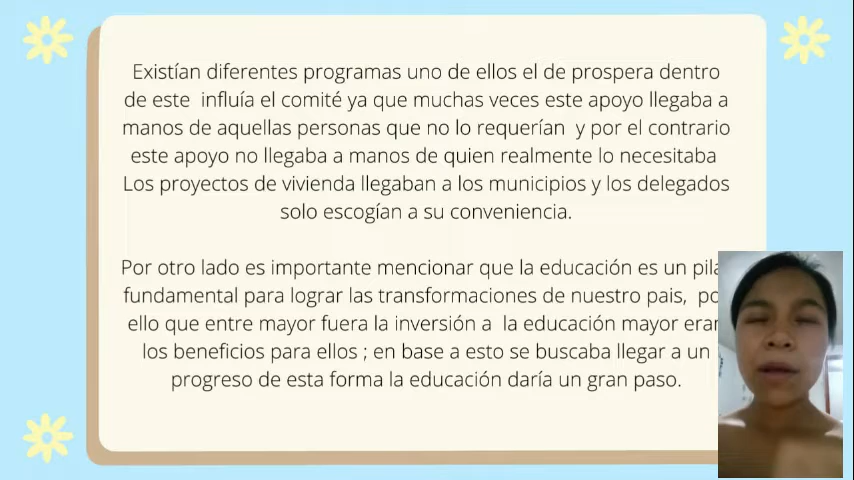 Existían diferentes programas uno de ellos el de prospera dentro
de este influía el comité ya que muchas veces este apoyo llegaba a
manos de aquellas personas que no lo requerían y por el contrario
este apoyo no llegaba a manos de quien realmente lo necesitaba
Los proyectos de vivienda llegaban a los municipios y los delegados
solo escogían a su conveniencia.
Por otro lado es importante mencionar que la educación es un
fundamental para lograr las transformaciones de nuestro pais,
ello que entre mayor fuera la inversión a la educación mayor
los beneficios para ellos ; en base a esto se buscaba llegar a un
progreso de esta forma la educación daría un gran paso.